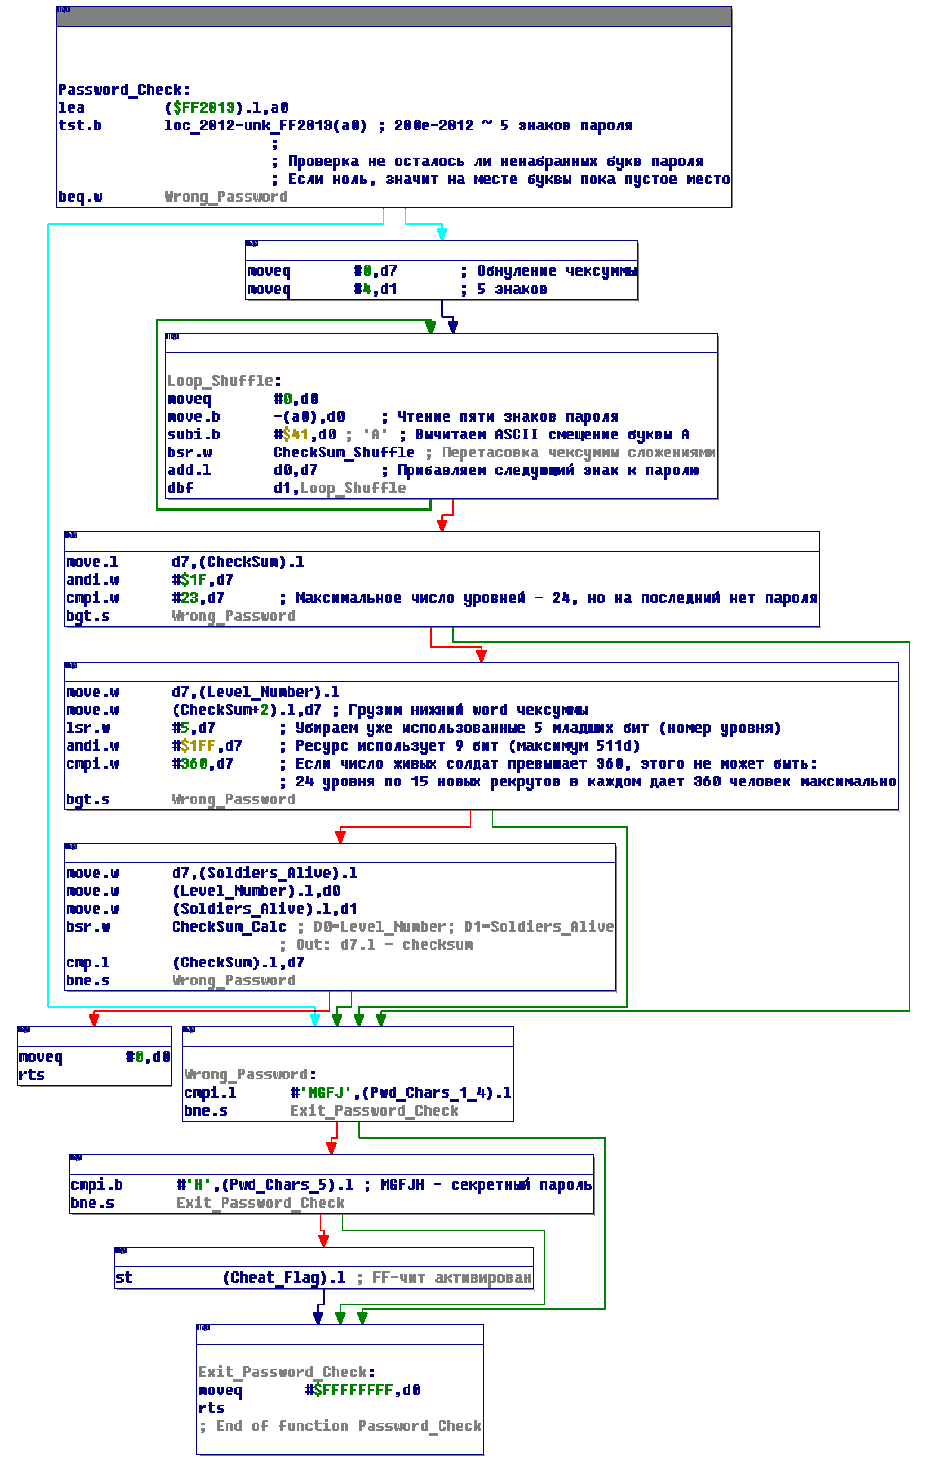 Password_Check:
lea ($FF2013).l,a0
tst.b loc_2012-unk_FF2013(a0) ; 200e-2012 ~ 5 знаков пароля
;
; Проверка не осталось ли ненабранных букв пароля
; Если ноль, значит на месте буквы пока пустое место
beq.w Wrong_Password
moveq #0,d7 ; Обнуление чексуммы
moveq #4,d1 ; 5 знаков
Loop_Shuffle:
moveq #0,d0
move.b -(a0),d0 ; Чтение пяти знаков пароля
subi.b #$41,d0 ; 'A' ; Вычитаем ASCII смещение буквы А
bsr.w CheckSum_Shuffle ; Перетасовка чексуммы сложениями
add.l d0,d7 ; Прибавляем следующий знак к паролю
dbf d1,Loop_Shuffle
move.l d7,(CheckSum).l
andi.w #$1F,d7
cmpi.w #23,d7 ; Максимальное число уровней - 24, но на последний нет пароля
bgt.s Wrong_Password
move.w d7,(Level_Number).l
move.w (CheckSum+2).l,d7 ; Грузим нижний word чексуммы
lsr.w #5,d7 ; Убираем уже использованные 5 младших бит (номер уровня)
andi.w #$1FF,d7 ; Ресурс использует 9 бит (максимум 511d)
cmpi.w #360,d7 ; Если число живых солдат превышает 360, этого не может быть:
; 24 уровня по 15 новых рекрутов в каждом дает 360 человек максимально
bgt.s Wrong_Password
move.w d7,(Soldiers_Alive).l
move.w (Level_Number).l,d0
move.w (Soldiers_Alive).l,d1
bsr.w CheckSum_Calc ; D0=Level_Number; D1=Soldiers_Alive
; Out: d7.l - checksum
cmp.l (CheckSum).l,d7
bne.s Wrong_Password
moveq #0,d0
rts
Wrong_Password:
cmpi.l #'MGFJ',(Pwd_Chars_1_4).l
bne.s Exit_Password_Check
cmpi.b #'H',(Pwd_Chars_5).l ; MGFJH - секретный пароль
bne.s Exit_Password_Check
st (Cheat_Flag).l ; FF-чит активирован
Exit_Password_Check:
moveq #$FFFFFFFF,d0
rts
; End of function Password_Check